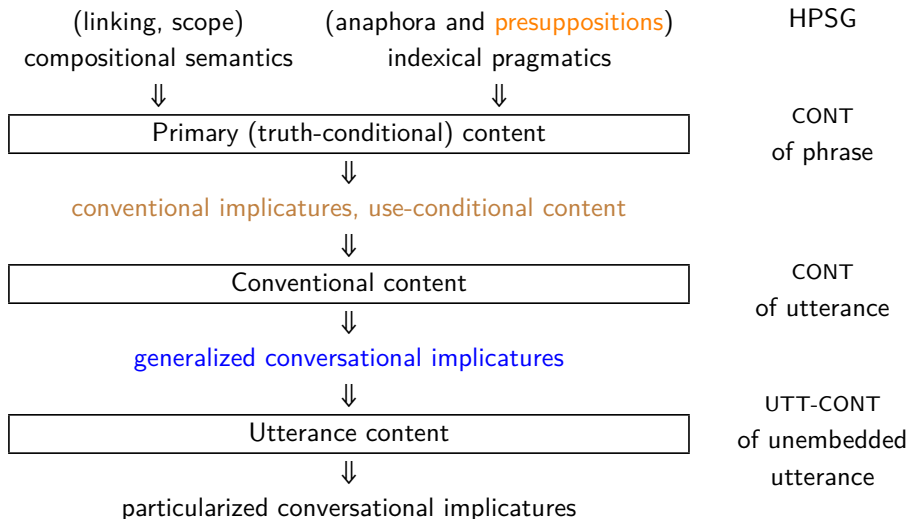 (linking, scope) (anaphora and presuppositions) HPSG
compositional semantics indexical pragmatics
⇓ ⇓
Primary (truth-conditional) content
CONT
of phrase
⇓
conventional implicatures, use-conditional content
⇓
Conventional content
CONT
of utterance
⇓
generalized conversational implicatures
⇓
Utterance content
UTT-CONT
of unembedded
utterance
⇓
particularized conversational implicatures